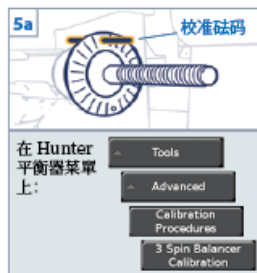 5a
校准砝码
在 Hunter
平衡器菜單
上：
Tools
Advanced
Calibration
Procedures
3 Spin Balancer
Calibration